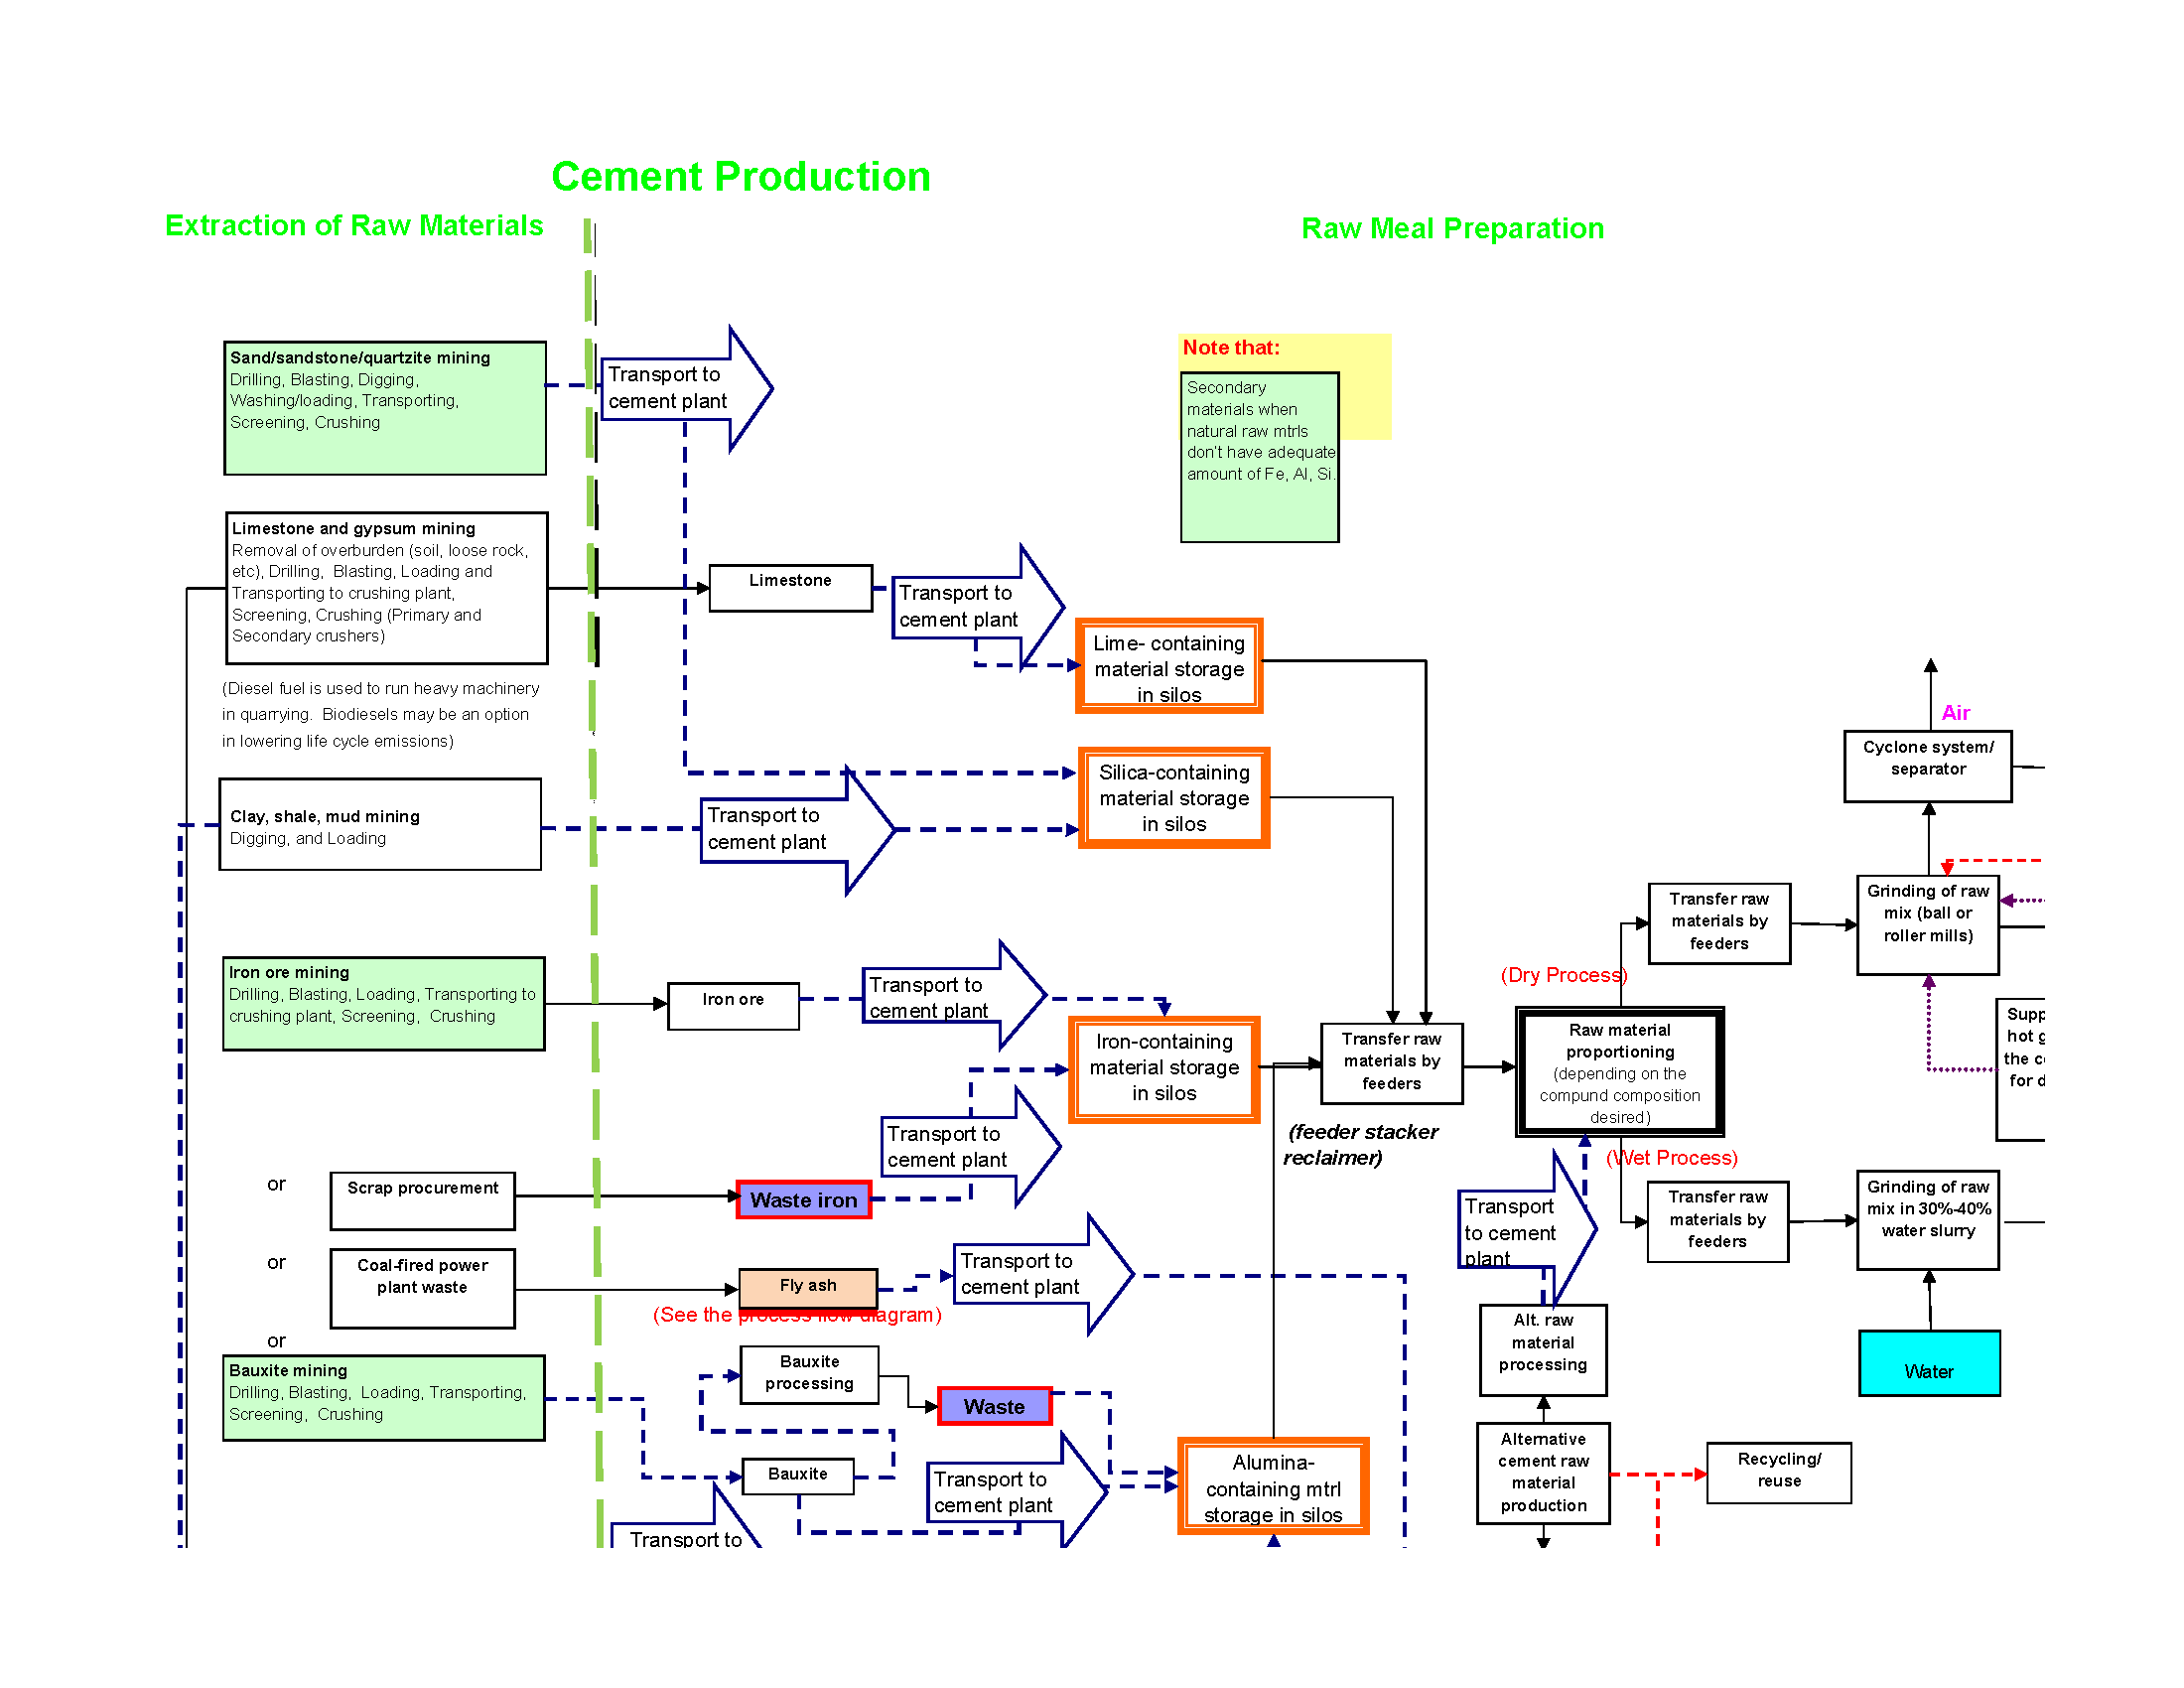 Cement Production
Extraction of Raw Materials
Raw Meal Preparation
Sand/sandstone/quartzite mining
Drilling, Blasting, Digging,
Washing/loading, Transporting,
Screening, Crushing
Transport to
cement plant
Note that:
Secondary
materials when
natural raw mtrls
don't have adequate
amount of Fe, Al, Si.
Limestone and gypsum mining
Removal of overburden (soil, loose rock,
etc), Drilling, Blasting, Loading and
Transporting to crushing plant,
Screening, Crushing (Primary and
Secondary crushers)
Limestone
Transport to
cement plant
Lime- containing
material storage
in silos
(Diesel fuel is used to run heavy machinery
in quarrying. Biodiesels may be an option
in lowering life cycle emissions)
Air
Cyclone system/
separator
Silica-containing
material storage
in silos
Clay, shale, mud mining
Digging, and Loading
Transport to
cement plant
Transfer raw
materials by
feeders
Grinding of raw
mix (ball or
roller mills)
(Dry Process)
Iron ore mining
Drilling, Blasting, Loading, Transporting to
crushing plant, Screening, Crushing
Iron ore
Transport to
cement plant
Iron-containing
material storage
in silos
Transfer raw
materials by
feeders
(feeder stacker
reclaimer)
Raw material
proportioning
(depending on the
compund composition
desired)
Supp
hot g
the c
for d
(Wet Process)
or
Scrap procurement
Waste iron
Transport to
cement plant
Transport
to cement
plant
Transfer raw
materials by
feeders
Grinding of raw
mix in 30%-40%
water slurry
or
Coal-fired power
plant waste
Fly ash
(See the process flow diagram)
Transport to
cement plant
or
Bauxite mining
Drilling, Blasting, Loading, Transporting,
Screening, Crushing
Bauxite
processing
Waste
Alt. raw
material
processing
Water
Bauxite
Transport to
cement plant
Alumina-
containing mtrl
storage in silos
Alternative
cement raw
material
production
Recycling/
reuse
Transport to